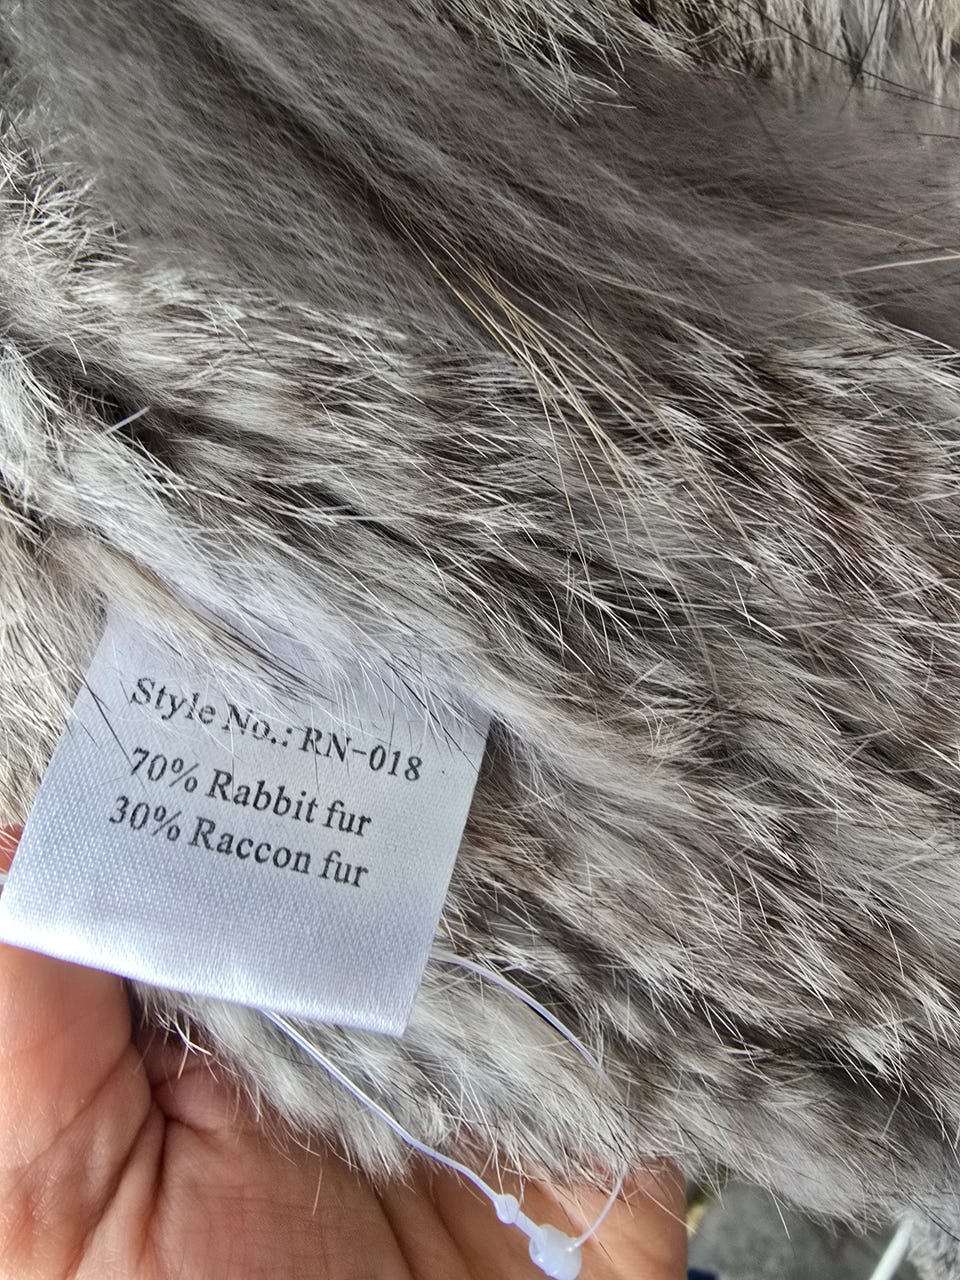 Style No.: RN-018
70% Rabbit fur
30% Raccon fur